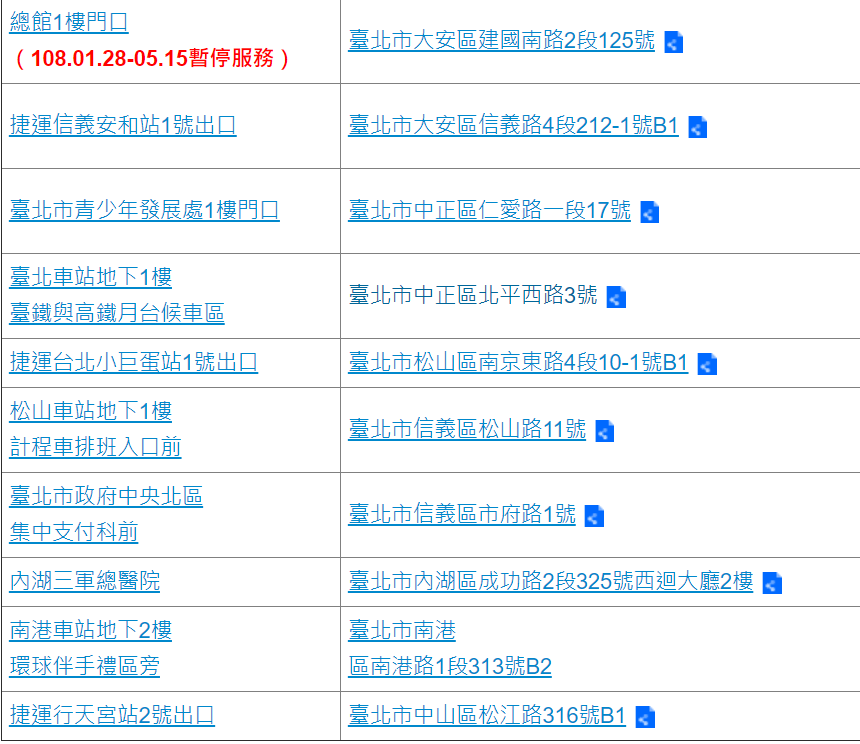 總館1樓門口
（108.01.28-05.15暫停服務）
臺北市大安區建國南路2段125號
捷運信義安和站1號出口
臺北市大安區信義路4段212-1號B1
臺北市青少年發展處1樓門口
臺北市中正區仁愛路一段17號
臺北車站地下1樓
臺鐵與高鐵月台候車區
臺北市中正區北平西路3號
捷運台北小巨蛋站1號出口
臺北市松山區南京東路4段10-1號B1
松山車站地下1樓
計程車排班入口前
臺北市信義區松山路11號
臺北市政府中央北區
集中支付科前
臺北市信義區市府路1號
內湖三軍總醫院
臺北市內湖區成功路2段325號西迴大廳2樓
南港車站地下2樓
環球伴手禮區旁
臺北市南港
區南港路1段313號B2
捷運行天宮站2號出口
臺北市中山區松江路316號B1